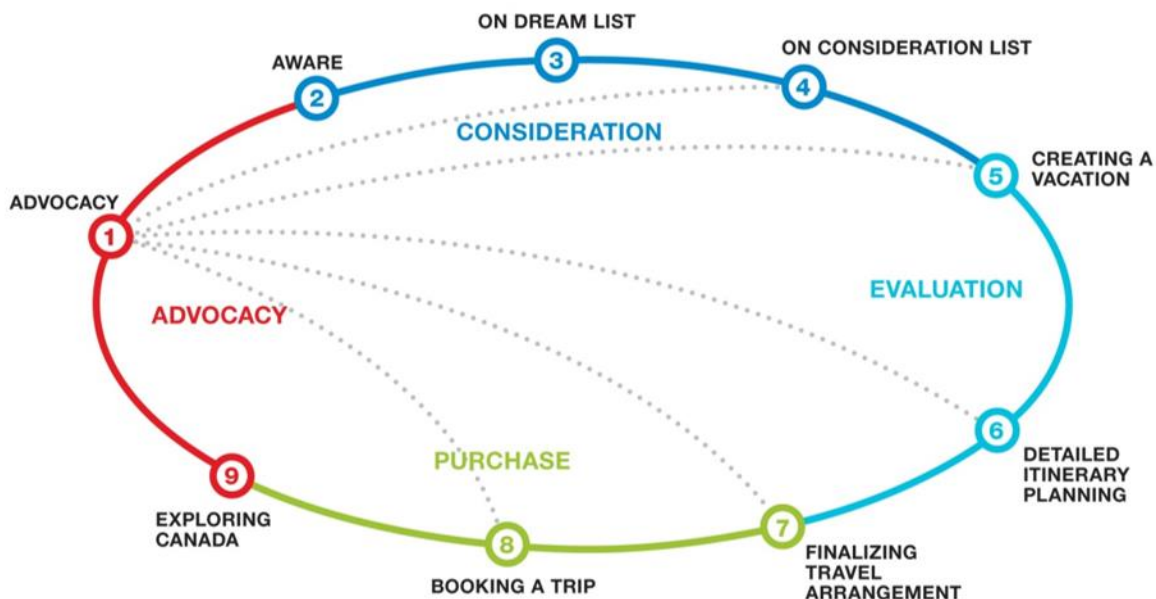 ON DREAM LIST
3
ON CONSIDERATION LIST
4
AWARE
2
CONSIDERATION
CREATING A
VACATION
5
ADVOCACY
1
EVALUATION
ADVOCACY
6
DETAILED
ITINERARY
PLANNING
PURCHASE
9
EXPLORING
CANADA
7
FINALIZING
TRAVEL
ARRANGEMENT
8
BOOKING A TRIP